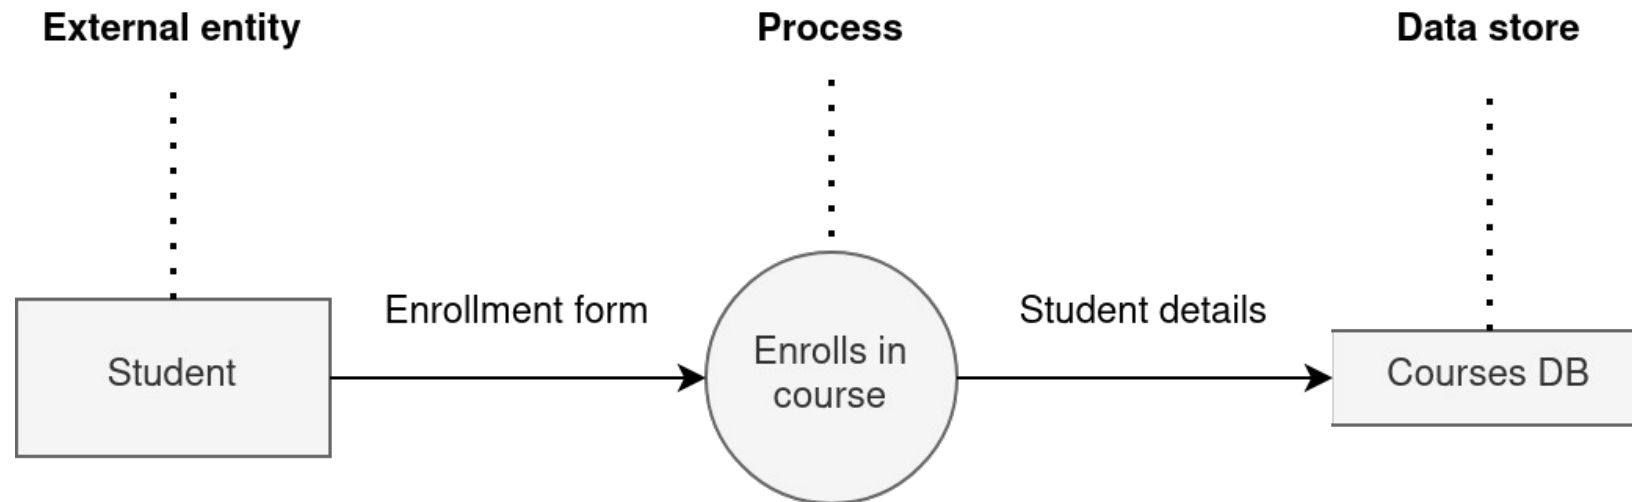 External entity
Process
Data store
Enrollment form
Student details
Student
Enrolls in
course
Courses DB